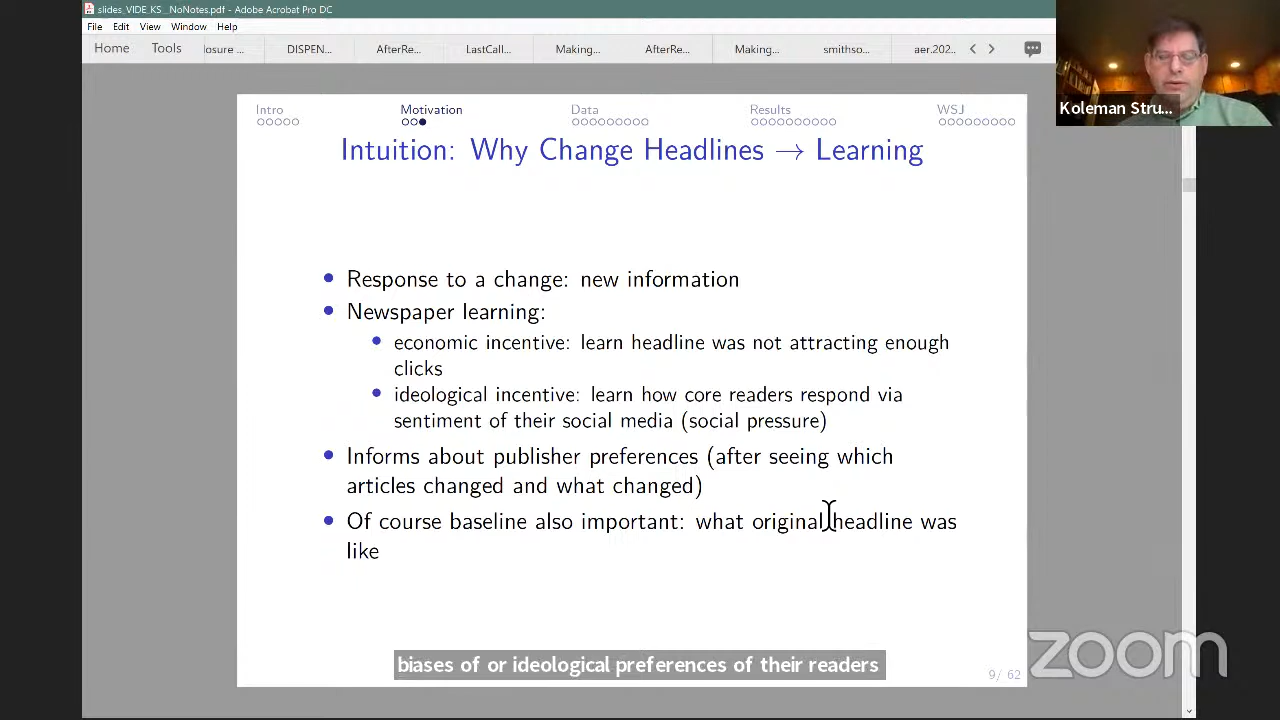 slides_VIDE_KS_NoNotes.pdf - Adobe Acrobat Pro DC
File Edit View Window Help
Home Tools losure ... DISPEN... AfterRe... LastCall... Making... AfterRe... Making... smithso... aer.202...
Koleman Stru...
Intro Motivation Data Results WSJ
Intuition: Why Change Headlines → Learning
• Response to a change: new information
• Newspaper learning:
• economic incentive: learn headline was not attracting enough
clicks
• ideological incentive: learn how core readers respond via
sentiment of their social media (social pressure)
• Informs about publisher preferences (after seeing which
articles changed and what changed)
• Of course baseline also important: what original headline was
like
biases of or ideological preferences of their readers
9/ 62
zoom